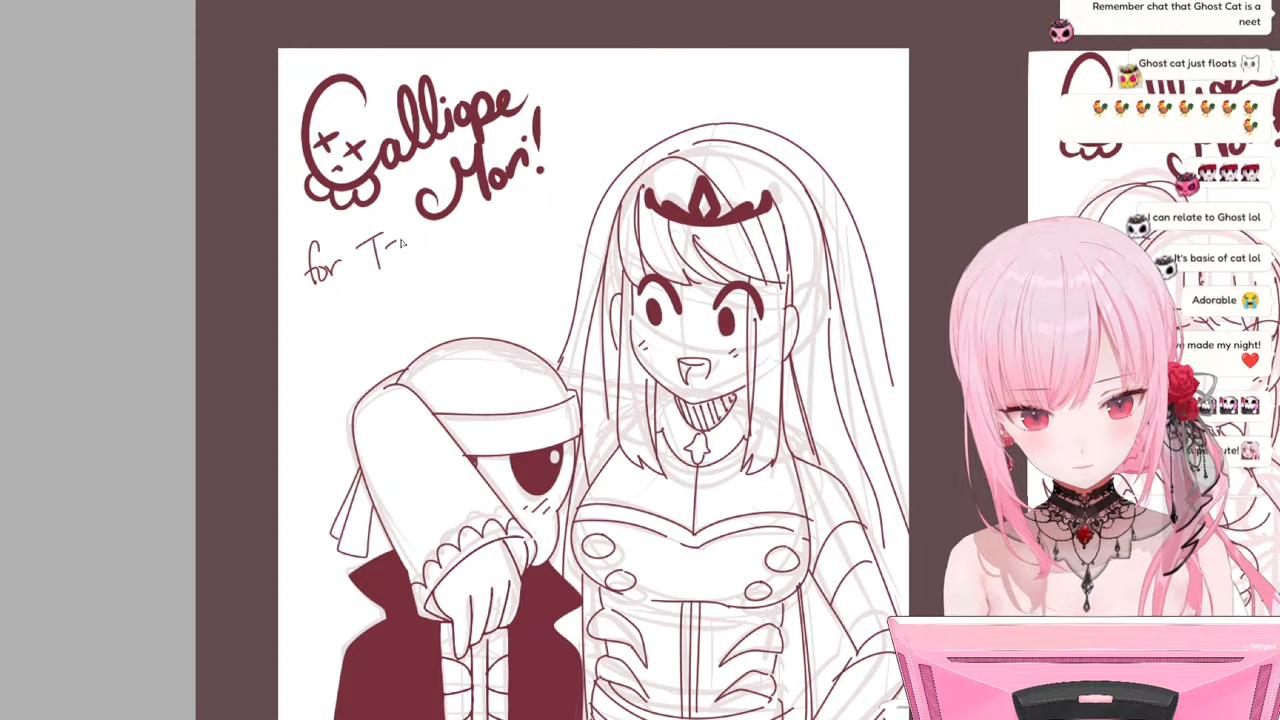 Calliope
Mori!
for T-
Remember chat that Ghost Cat is a
neet
Ghost cat just floats
I can relate to Ghost lol
It's basic of cat lol
Adorable
made my night!